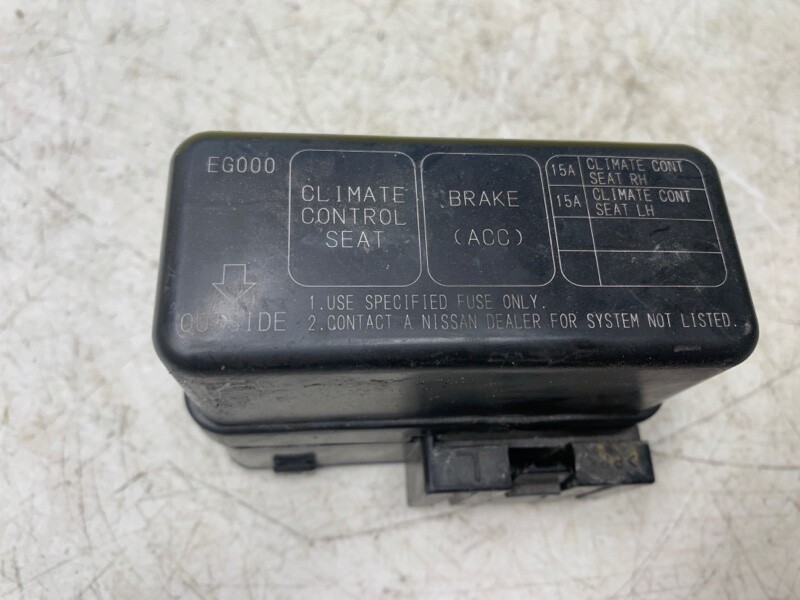 EG000
CLIMATE
CONTROL
SEAT
BRAKE
(ACC)
15A CLIMATE CONT
SEAT RH
15A CLIMATE CONT
SEAT LH
OUTSIDE
1.USE SPECIFIED FUSE ONLY.
2.CONTACT A NISSAN DEALER FOR SYSTEM NOT LISTED.